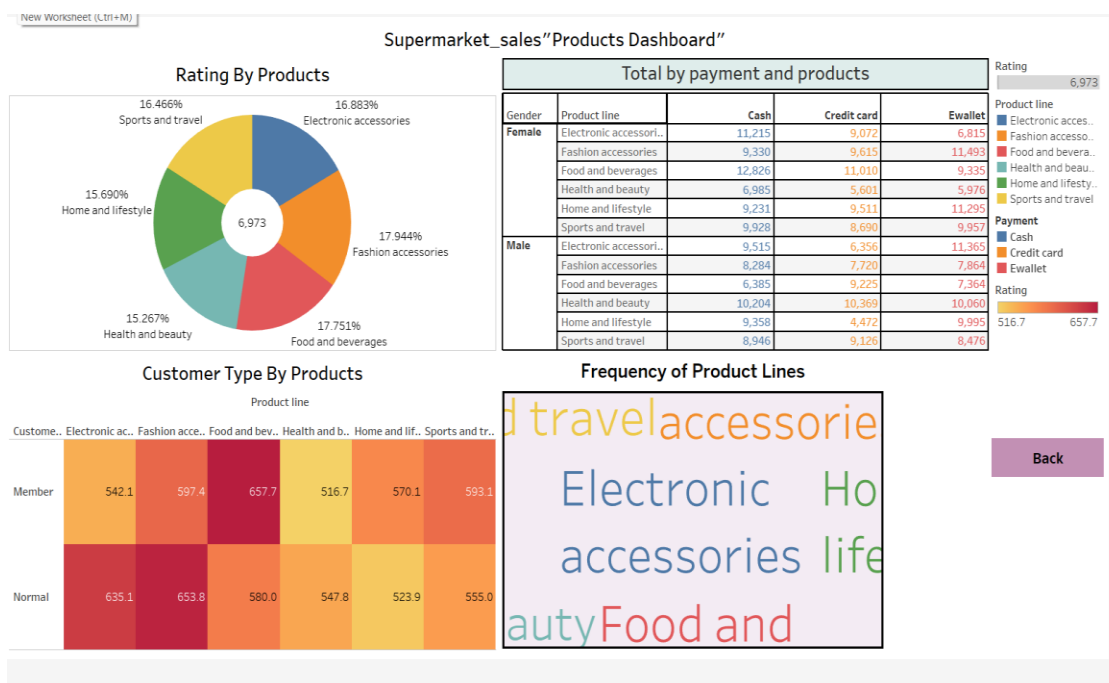 New Worksheet (Ctrl+M)
Supermarket_sales"Products Dashboard"
Rating By Products
16.466%
Sports and travel
16.883%
Electronic accessories
15.690%
Home and lifestyle
6,973
17.944%
Fashion accessories
15.267%
Health and beauty
17.751%
Food and beverages
Total by payment and products
Gender Product line Cash Credit card Ewallet
Female Electronic accessori.. 11,215 9,072 6,815
Fashion accessories 9,330 9,615 11,493
Food and beverages 12,826 11,010 9,335
Health and beauty 6,985 5,601 5,976
Home and lifestyle 9,231 9,511 11,295
Sports and travel 9,928 8,690 9,957
Male Electronic accessori.. 9,515 6,356 11,365
Fashion accessories 8,284 7,720 7,864
Food and beverages 6,385 9,225 7,364
Health and beauty 10,204 10,369 10,060
Home and lifestyle 9,358 4,472 9,995
Sports and travel 8,946 9,126 8,476
Rating
6,973
Product line
Electronic acces..
Fashion accesso..
Food and bevera..
Health and beau..
Home and lifesty..
Sports and travel
Payment
Cash
Credit card
Ewallet
Rating
516.7 657.7
Customer Type By Products
Product line
Custome.. Electronic ac.. Fashion acce.. Food and bev.. Health and b.. Home and lif.. Sports and tr..
Member 542.1 597.4 657.7 516.7 570.1 593.1
Normal 635.1 653.8 580.0 547.8 523.9 555.0
Frequency of Product Lines
d travel accessorie
Electronic Ho
accessories life
auty Food and
Back